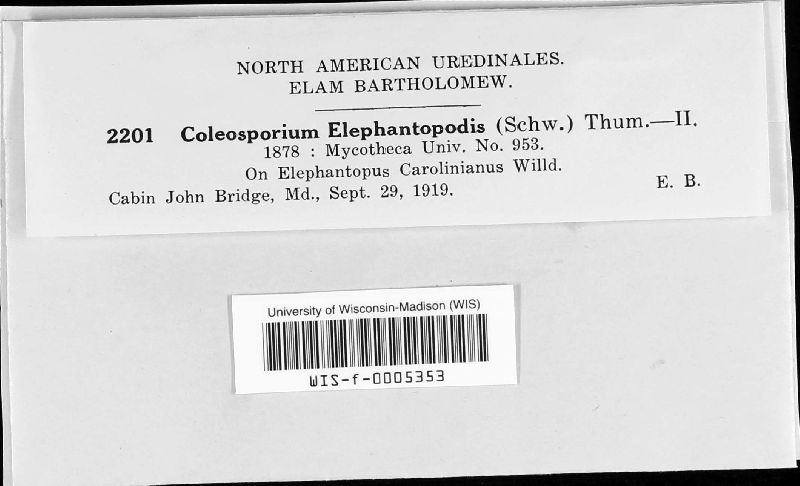 NORTH AMERICAN UREDINALES.
ELAM BARTHOLOMEW.
2201 Coleosporium Elephantopodis (Schw.) Thum.—II.
1878 : Mycotheca Univ. No. 953.
On Elephantopus Carolinianus Willd.
Cabin John Bridge, Md., Sept. 29, 1919. E. B.
University of Wisconsin-Madison (WIS)
WIS-f-0005353